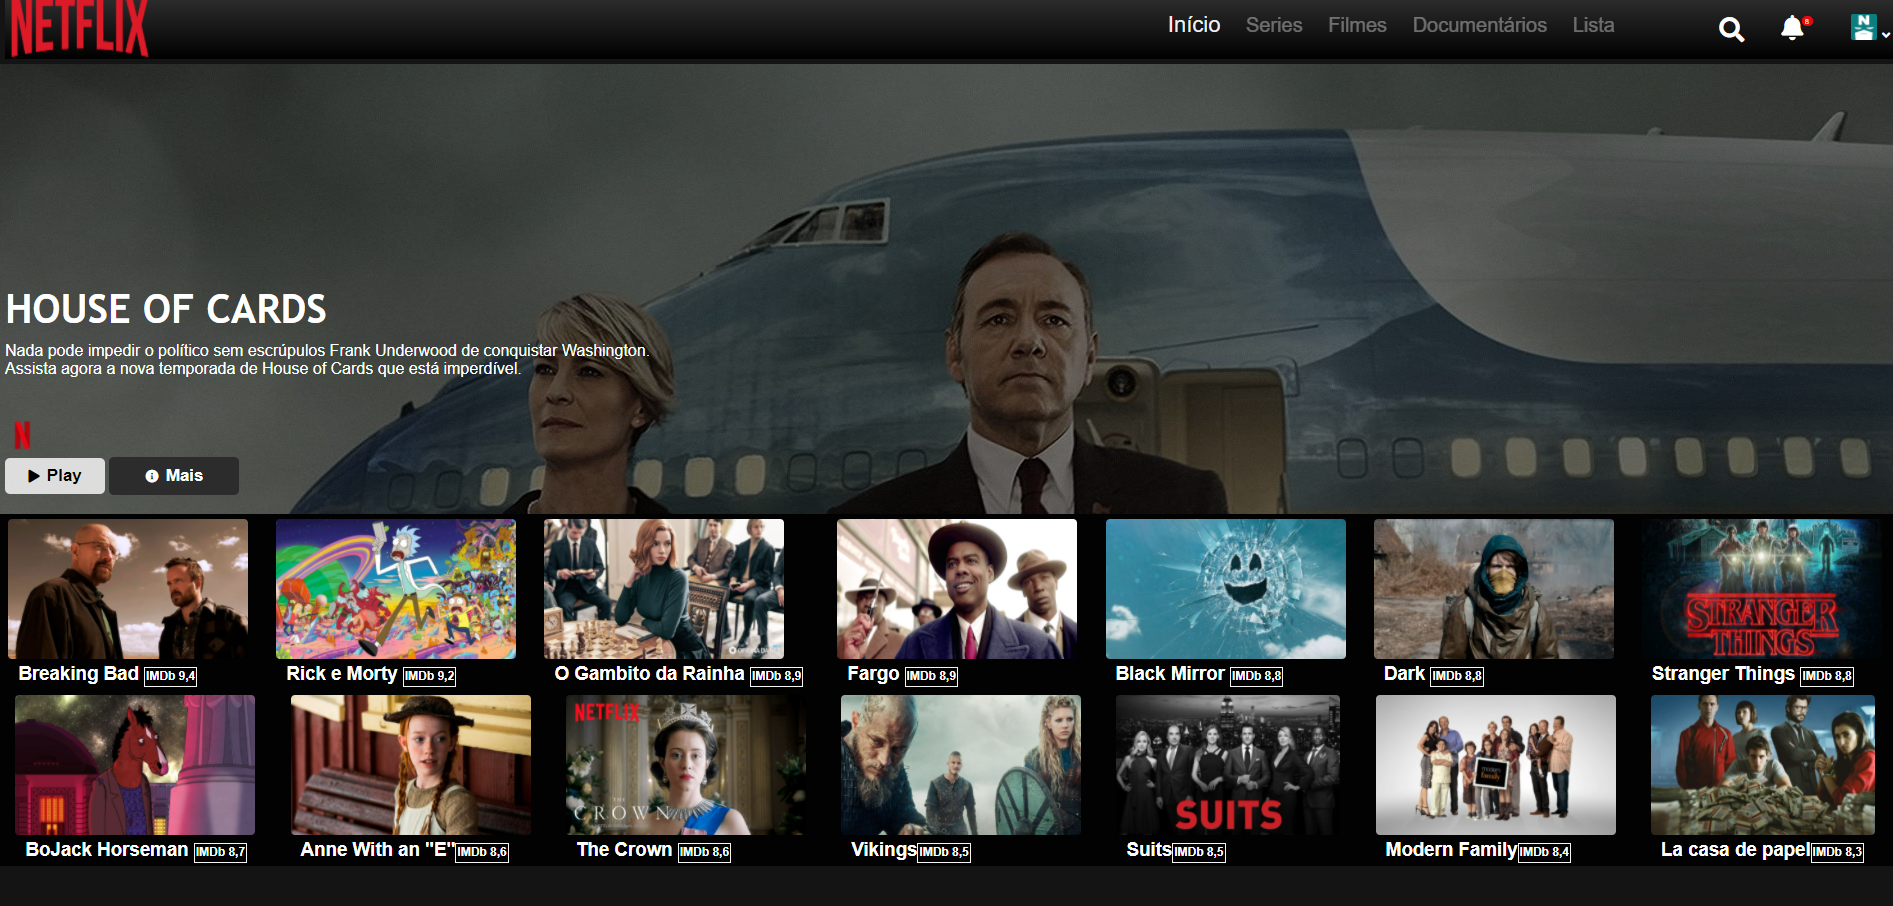 NETFLIX
Início Series Filmes Documentários Lista
8
N
HOUSE OF CARDS
Nada pode impedir o político sem escrúpulos Frank Underwood de conquistar Washington.
Assista agora a nova temporada de House of Cards que está imperdível.
N
Play Mais
STRANGER
THINGS
Breaking Bad IMDb 9,4
Rick e Morty IMDb 9,2
O Gambito da Rainha IMDb 8,9
Fargo IMDb 8,9
Black Mirror IMDb 8,8
Dark IMDb 8,8
Stranger Things IMDb 8,8
NETFLIX
THE
CROWN
SUITS
modern
family
BoJack Horseman IMDb 8,7
Anne With an "E" IMDb 8,6
The Crown IMDb 8,6
Vikings IMDb 8,5
Suits IMDb 8,5
Modern Family IMDb 8,4
La casa de papel IMDb 8,3